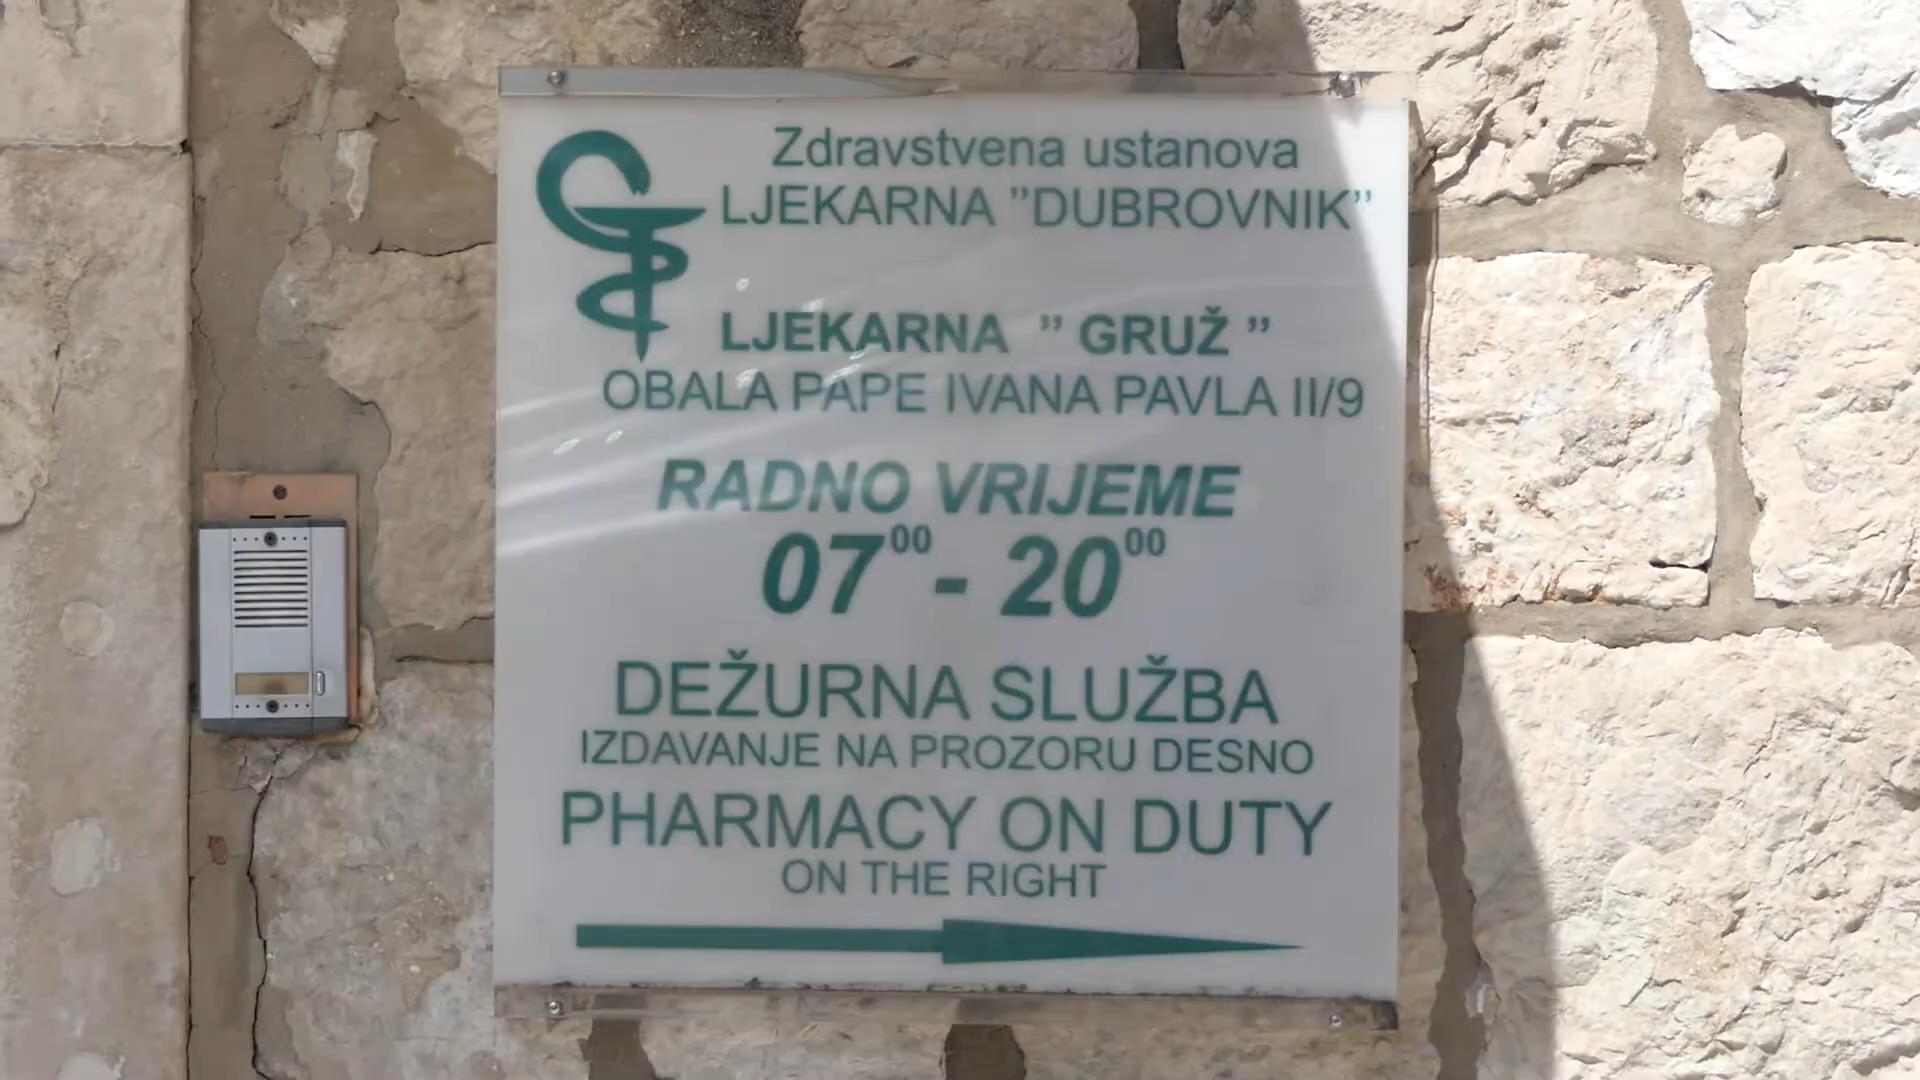 Zdravstvena ustanova
LJEKARNA ”DUBROVNIK”
LJEKARNA ” GRUŽ ”
OBALA PAPE IVANA PAVLA II/9
RADNO VRIJEME
07⁰⁰ - 20⁰⁰
DEŽURNA SLUŽBA
IZDAVANJE NA PROZORU DESNO
PHARMACY ON DUTY
ON THE RIGHT